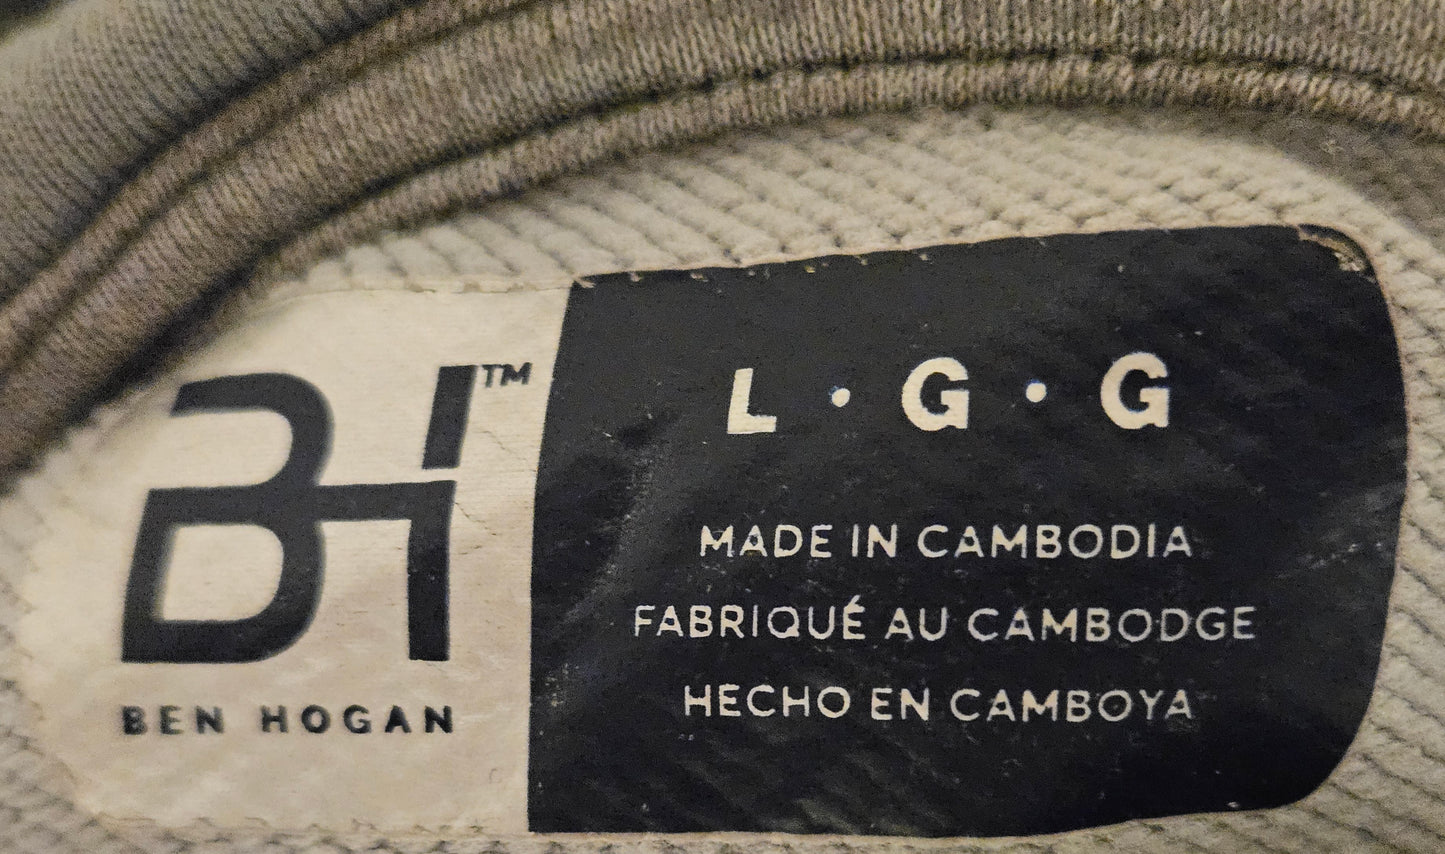 BH™
BEN HOGAN
L·G·G
MADE IN CAMBODIA
FABRIQUÉ AU CAMBODGE
HECHO EN CAMBOYA